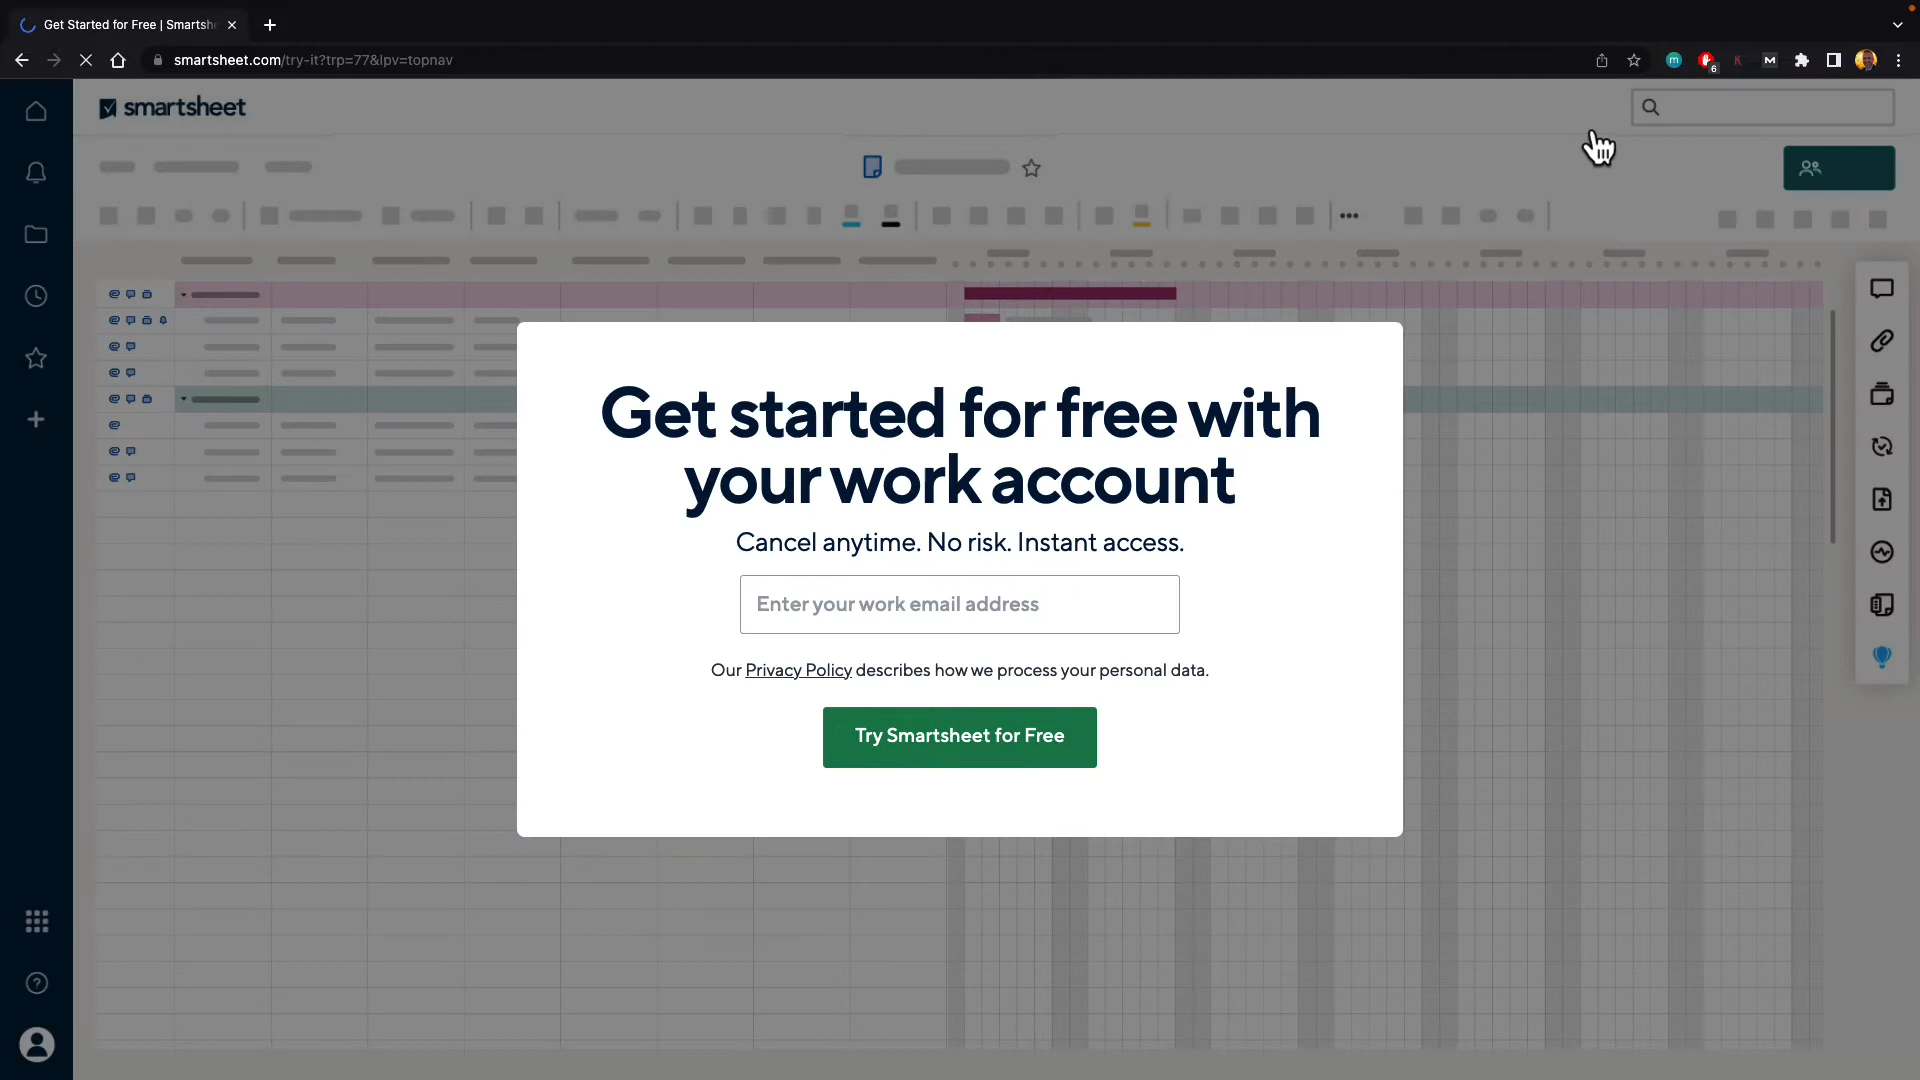 Get Started for Free | Smartshe
smartsheet.com/try-it?trp=77&lpv=topnav
m
6
K
M
smartsheet
Get started for free with
your work account
Cancel anytime. No risk. Instant access.
Enter your work email address
Our Privacy Policy describes how we process your personal data.
Try Smartsheet for Free